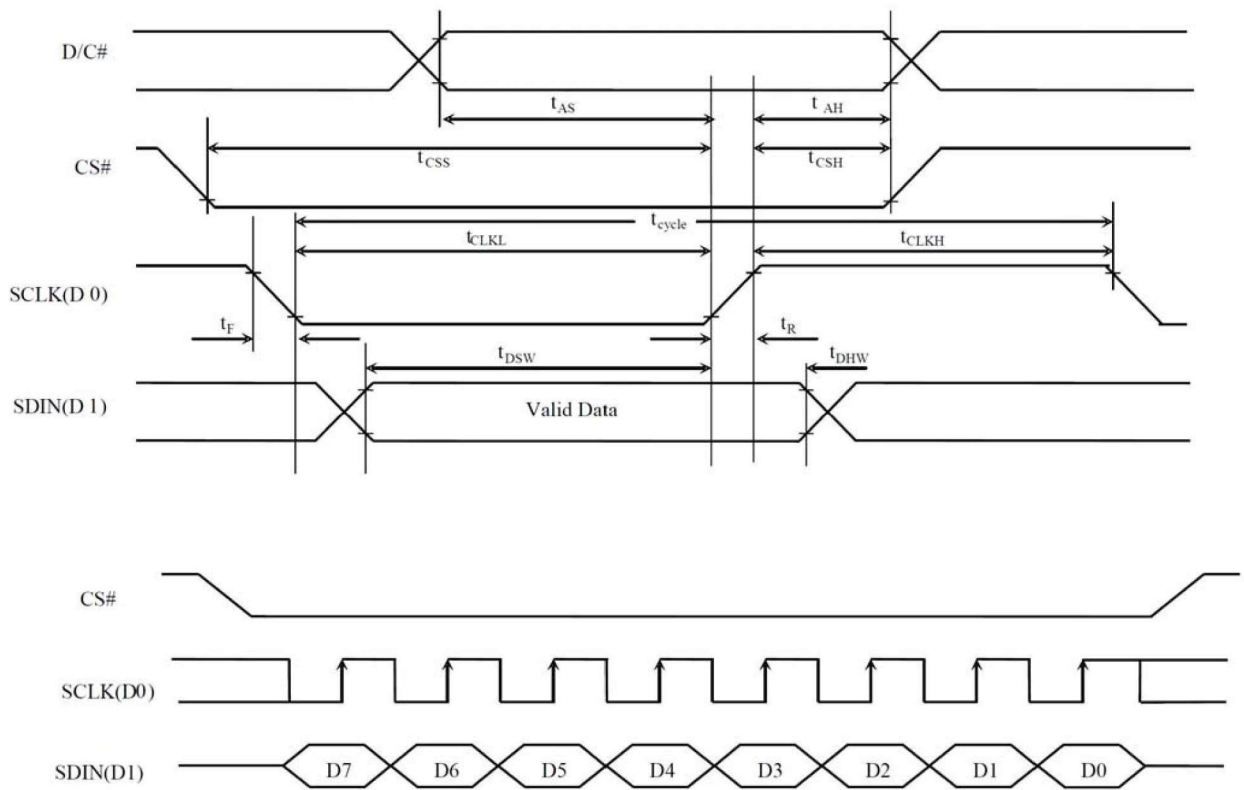 D/C#
tAS
t AH
CS#
tCSS
tCSH
tcycle
tCLKL
tCLKH
SCLK(D 0)
tF
tR
tDSW
tDHW
SDIN(D 1)
Valid Data
CS#
SCLK(D0)
SDIN(D1)
D7 D6 D5 D4 D3 D2 D1 D0